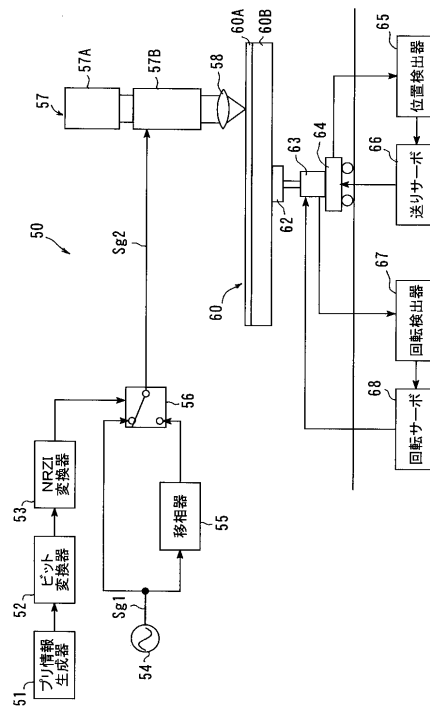 50
51
プリ情報
生成器
52
ビット
変換器
53
NRZI
変換器
54
Sg1
55
移相器
56
Sg2
57
57A
57B
58
60
60A
60B
62
63
64
65
位置検出器
66
送りサーボ
67
回転検出器
68
回転サーボ